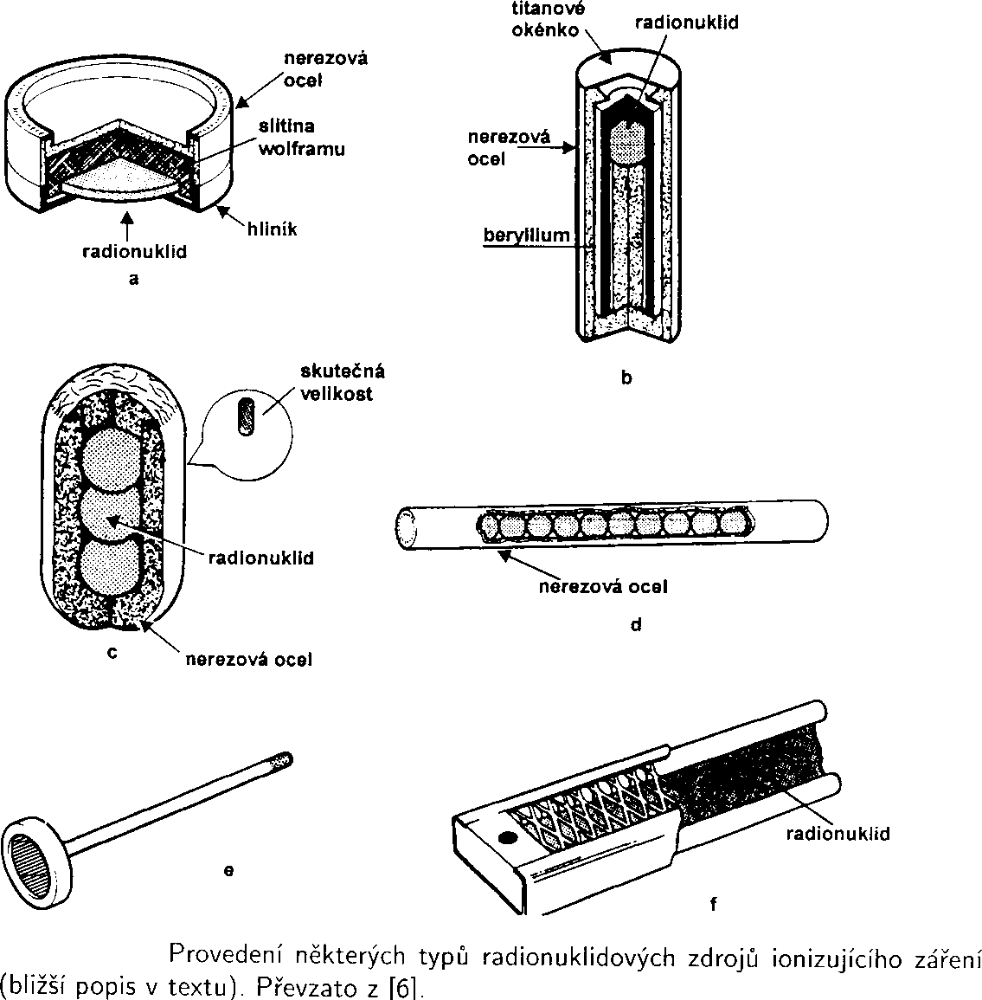 titanové
okénko
radionuklid
nerezová
ocel
slitina
wolframu
hliník
radionuklid
a
nerezová
ocel
beryllium
b
skutečná
velikost
radionuklid
nerezová ocel
c
nerezová ocel
d
e
radionuklid
f
Provedení některých typů radionuklidových zdrojů ionizujícího záření
(bližší popis v textu). Převzato z [6].